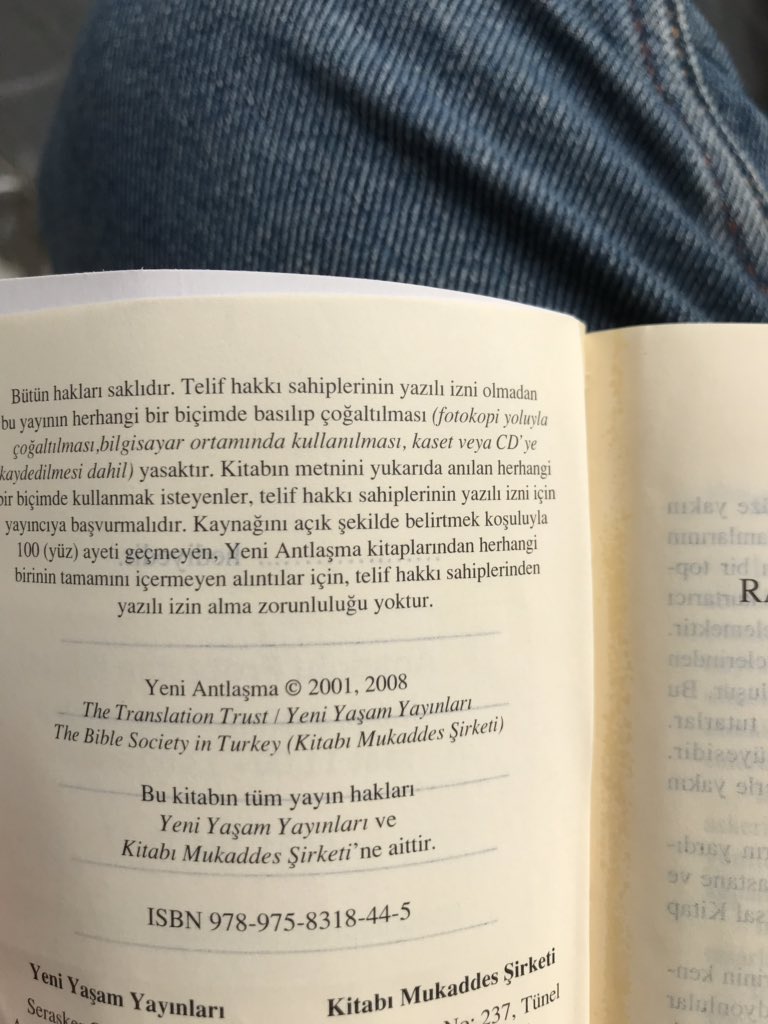 Bütün hakları saklıdır. Telif hakkı sahiplerinin yazılı izni olmadan
bu yayının herhangi bir biçimde basılıp çoğaltılması (fotokopi yoluyla
çoğaltılması,bilgisayar ortamında kullanılması, kaset veya CD'ye
kaydedilmesi dahil) yasaktır. Kitabın metnini yukarıda anılan herhangi
bir biçimde kullanmak isteyenler, telif hakkı sahiplerinin yazılı izni için
yayıncıya başvurmalıdır. Kaynağını açık şekilde belirtmek koşuluyla
100 (yüz) ayeti geçmeyen, Yeni Antlaşma kitaplarından herhangi
birinin tamamını içermeyen alıntılar için, telif hakkı sahiplerinden
yazılı izin alma zorunluluğu yoktur.
Yeni Antlaşma © 2001, 2008
The Translation Trust / Yeni Yaşam Yayınları
The Bible Society in Turkey (Kitabı Mukaddes Şirketi)
Bu kitabın tüm yayın hakları
Yeni Yaşam Yayınları ve
Kitabı Mukaddes Şirketi'ne aittir.
ISBN 978-975-8318-44-5
Yeni Yaşam Yayınları
Kitabı Mukaddes Şirketi
No: 237, Tünel
RA